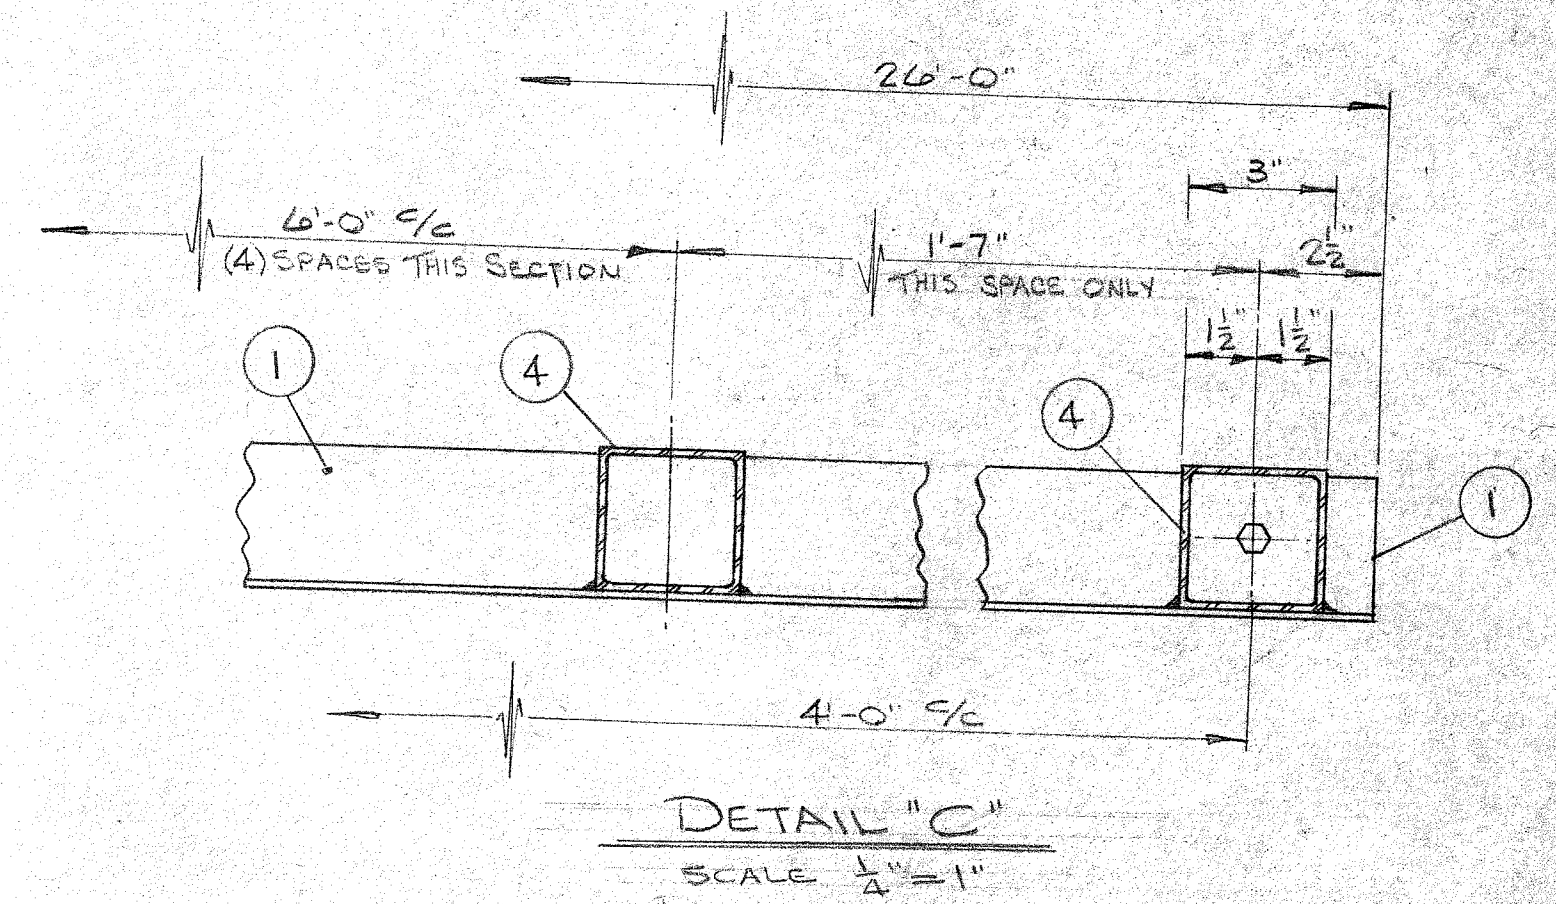 26'-0"
3"
6'-0" c/c
(4) SPACES THIS SECTION
1'-7"
THIS SPACE ONLY
2 1/2"
1 1/2" 1 1/2"
1
4
4
1
4'-0" c/c
DETAIL "C"
SCALE 1/4" = 1"